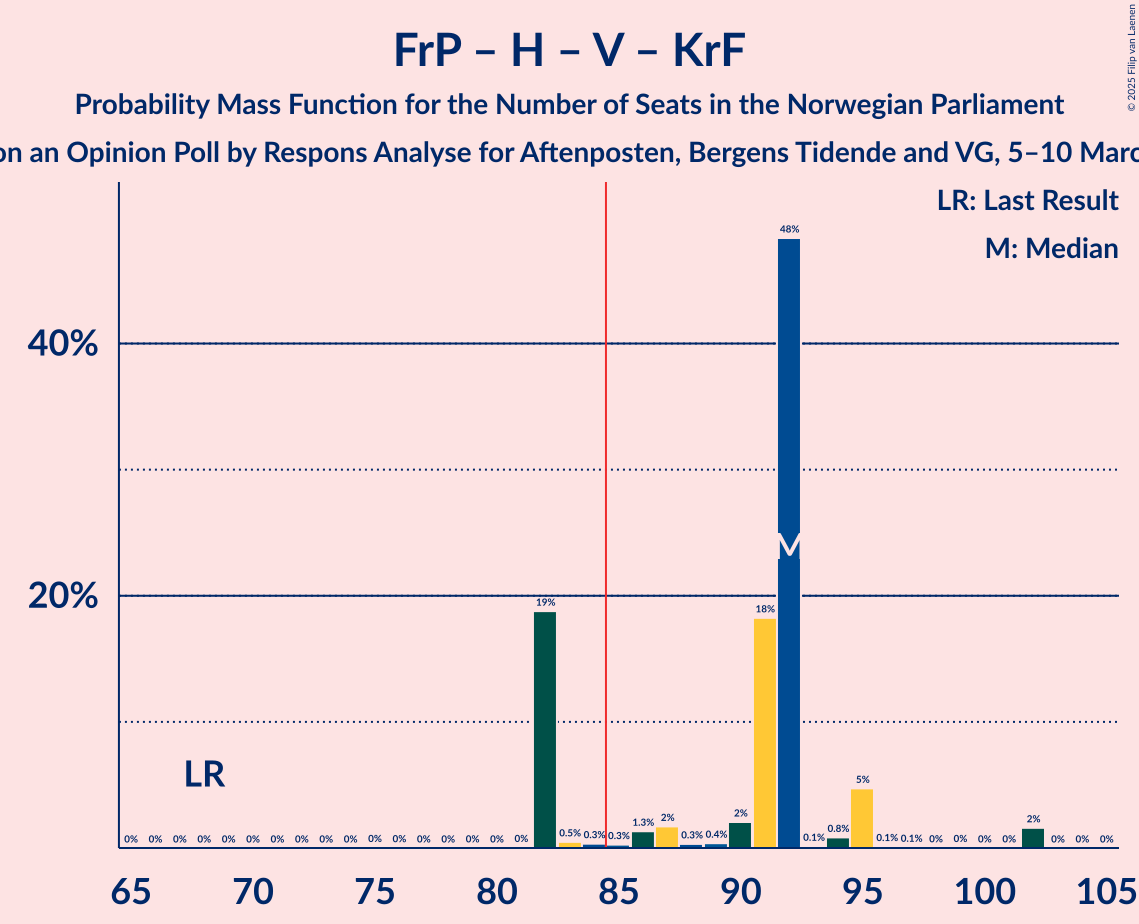 FrP – H – V – KrF
Probability Mass Function for the Number of Seats in the Norwegian Parliament
on an Opinion Poll by Respons Analyse for Aftenposten, Bergens Tidende and VG, 5–10 Marc
© 2025 Filip van Laenen
LR: Last Result
M: Median
48%
40%
M
20%
19% 18%
LR
5%
0% 0% 0% 0% 0% 0% 0% 0% 0% 0% 0% 0% 0% 0% 0% 0% 0% 0.5% 0.3% 0.3% 1.3% 2% 0.3% 0.4% 2% 0.1% 0.8% 0.1% 0.1% 0% 0% 0% 0% 2% 0% 0% 0%
65 70 75 80 85 90 95 100 105